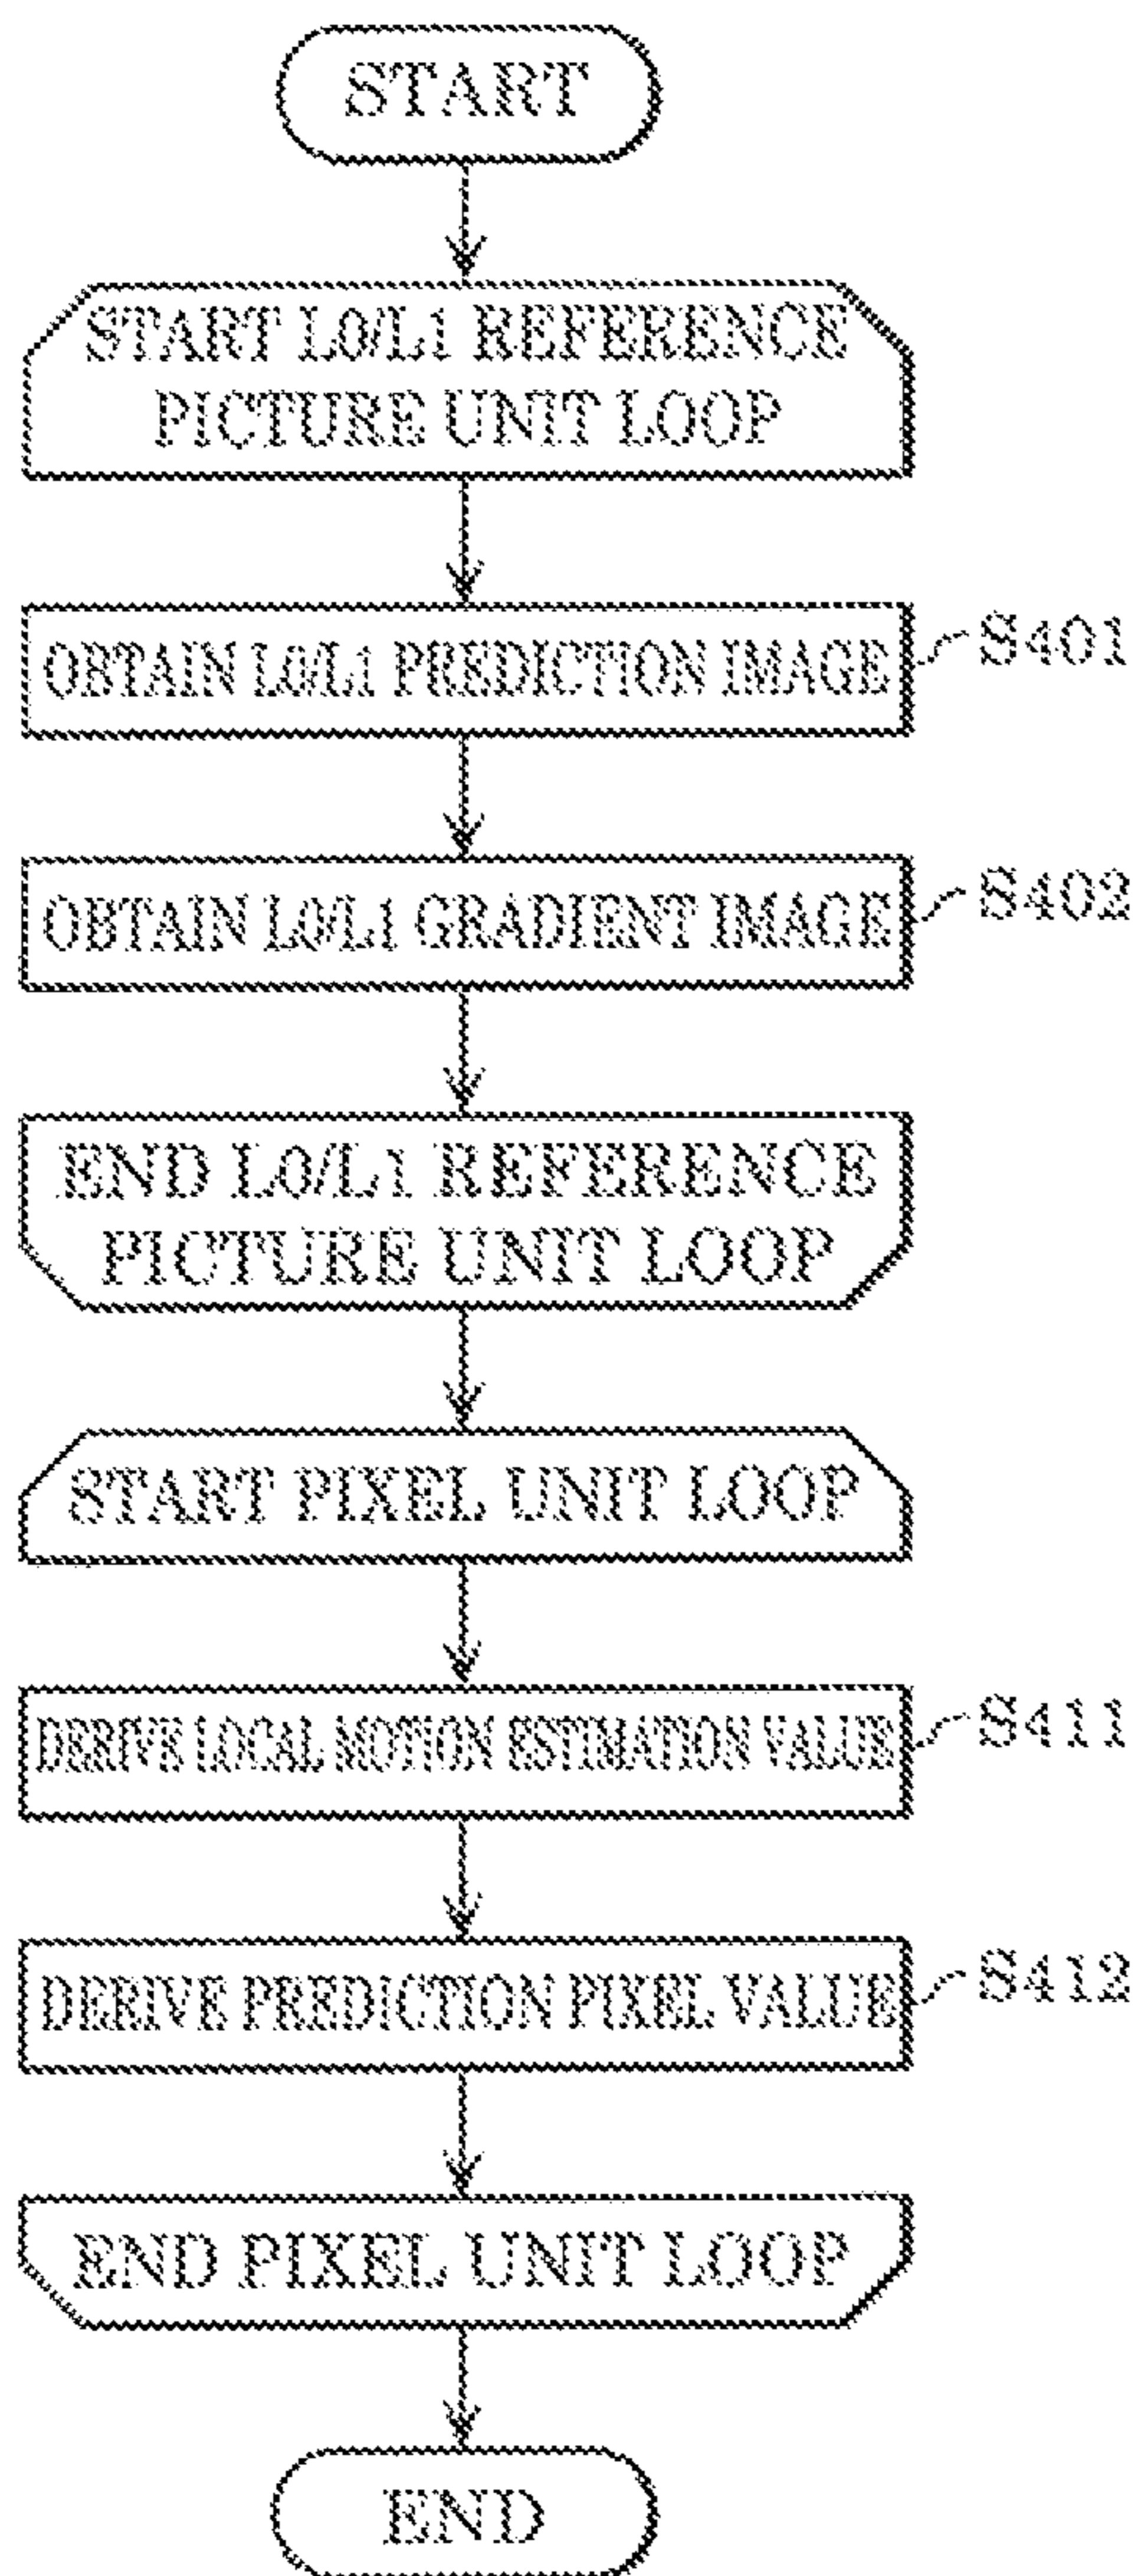 START
START L0/L1 REFERENCE
PICTURE UNIT LOOP
OBTAIN L0/L1 PREDICTION IMAGE
S401
OBTAIN L0/L1 GRADIENT IMAGE
S402
END L0/L1 REFERENCE
PICTURE UNIT LOOP
START PIXEL UNIT LOOP
DERIVE LOCAL MOTION ESTIMATION VALUE
S411
DERIVE PREDICTION PIXEL VALUE
S412
END PIXEL UNIT LOOP
END